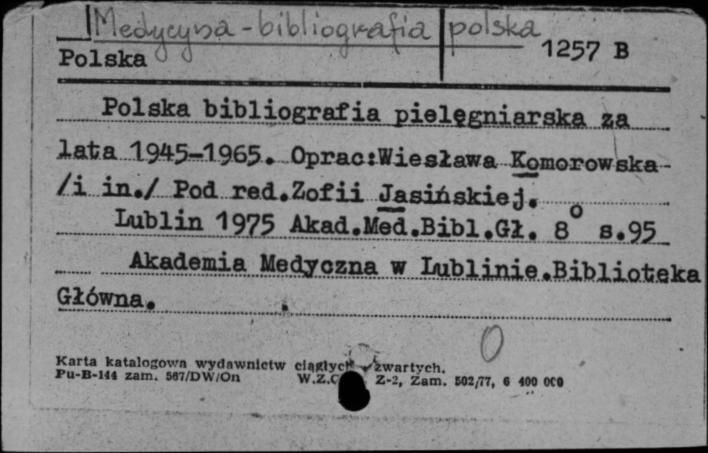 Medycyna - bibliografia polska
1257 B
Polska
Polska bibliografia pielęgniarska za
lata 1945-1965. Oprac:Wiesława Komorowska
/i in./ Pod red.Zofii Jasińskiej.
Lublin 1975 Akad.Med.Bibl.Gł. 8° s.95
Akademia Medyczna w Lublinie.Biblioteka
Główna.
0
Karta katalogowa wydawnictw ciągłych zwartych.
Pu-B-144 zam. 567/DW/On W.Z.G. Z-2, Zam. 502/77, 6 400 000